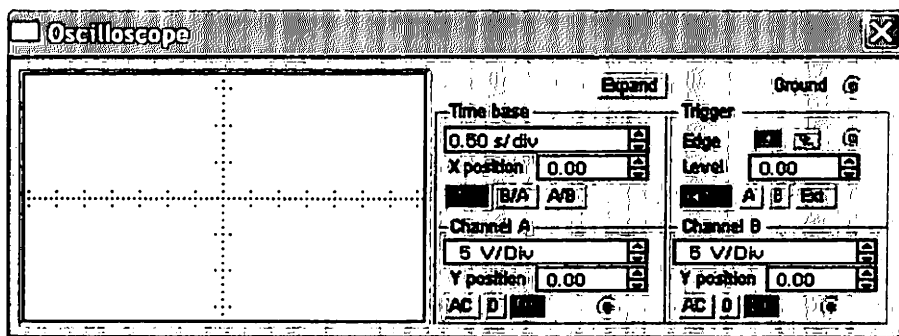 Oscilloscope
Expand
Ground
Time base
0.50 s/div
X position 0.00
B/A A/B
Trigger
Edge
Level 0.00
A B Ext
Channel A
5 V/Div
Y position 0.00
AC 0
Channel B
5 V/Div
Y position 0.00
AC 0